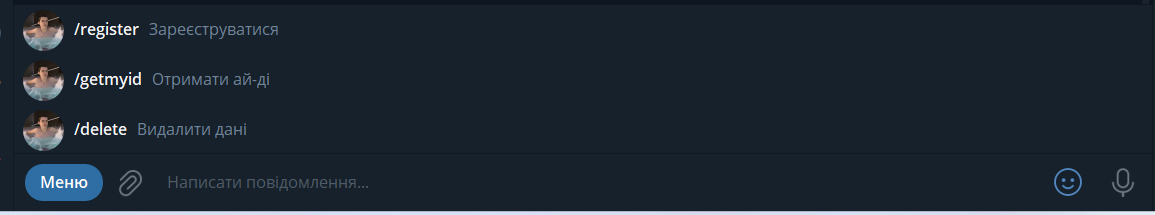 /register Зареєструватися
/getmyid Отримати ай-ді
/delete Видалити дані
Меню Написати повідомлення...